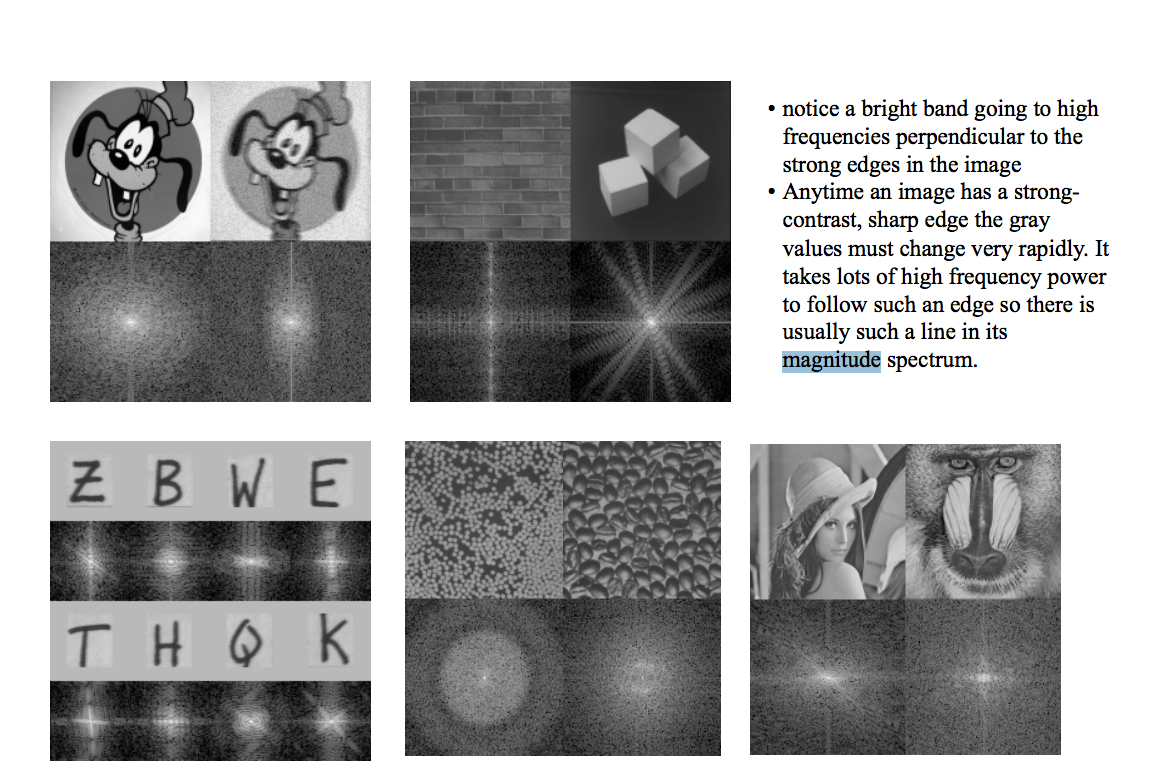 • notice a bright band going to high
frequencies perpendicular to the
strong edges in the image
• Anytime an image has a strong-
contrast, sharp edge the gray
values must change very rapidly. It
takes lots of high frequency power
to follow such an edge so there is
usually such a line in its
magnitude spectrum.
Z B W E
T H Q K